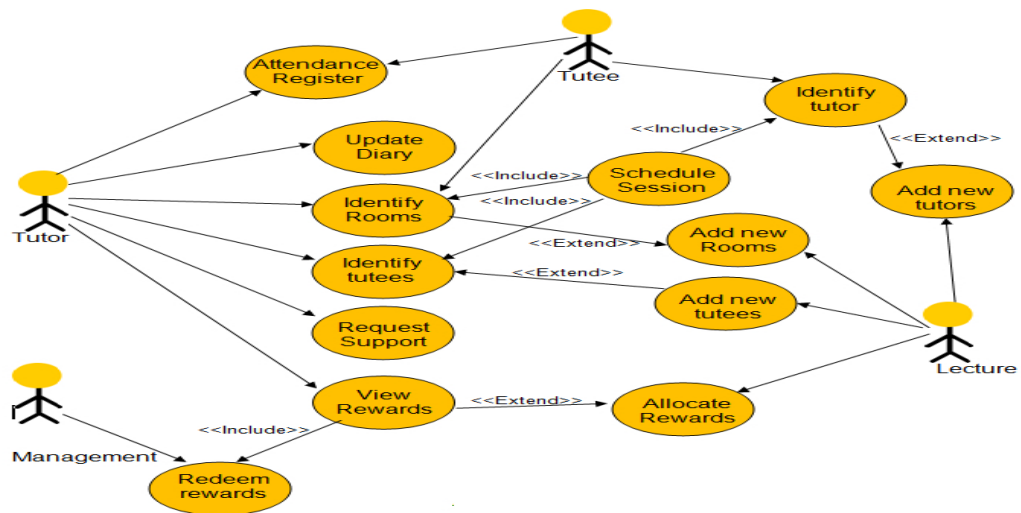 Tutee
Attendance
Register
Identify
tutor
<<Include>>
<<Extend>>
Update
Diary
<<Include>>
Schedule
Session
Add new
tutors
Tutor
Identify
Rooms
<<Include>>
<<Extend>>
Add new
Rooms
Identify
tutees
<<Extend>>
Add new
tutees
Request
Support
Lecture
View
Rewards
<<Extend>>
Allocate
Rewards
<<Include>>
Management
Redeem
rewards